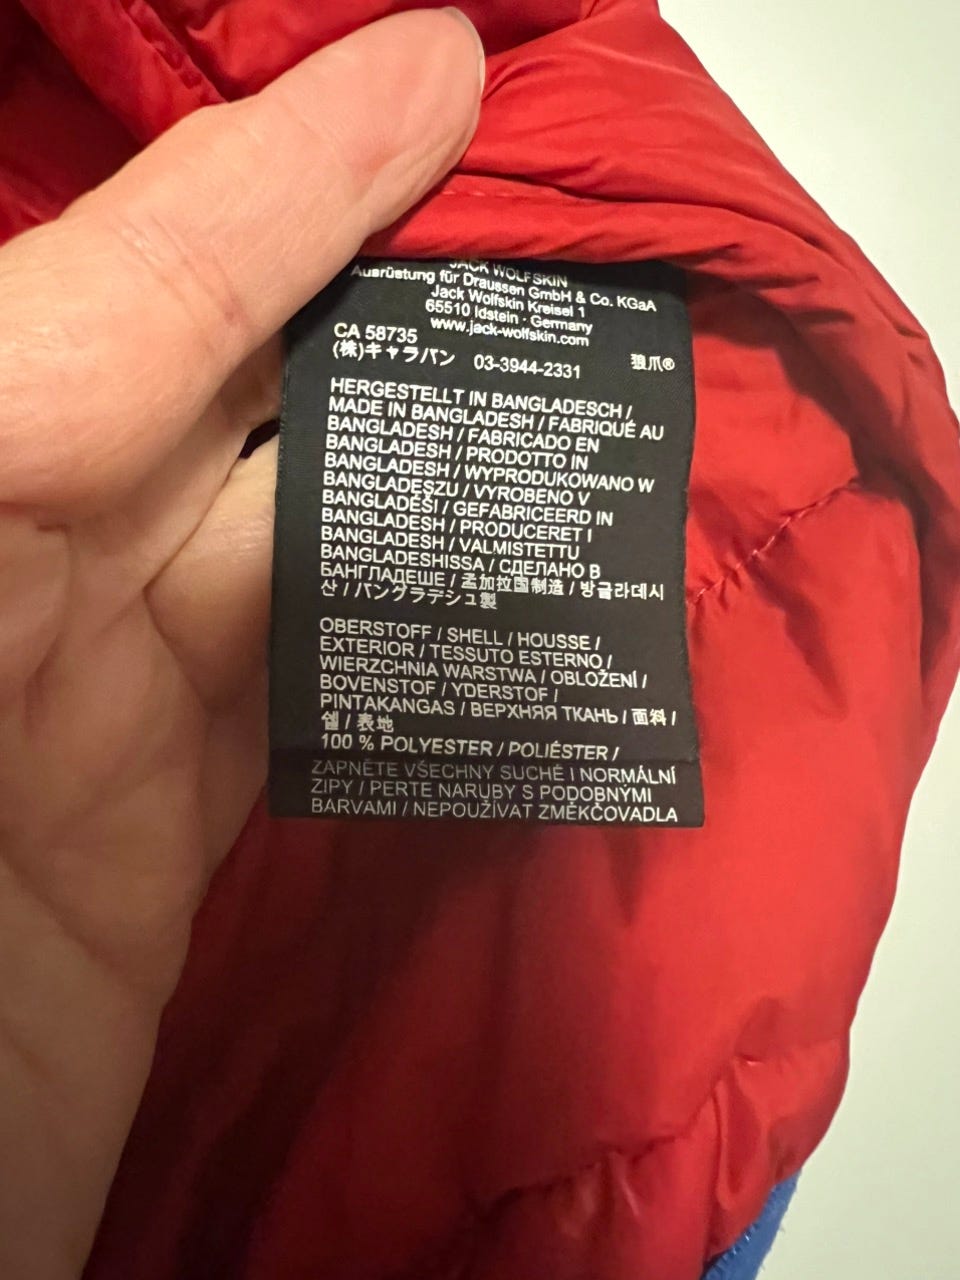 JACK WOLFSKIN
Ausrüstung für Draussen GmbH & Co. KGaA
Jack Wolfskin Kreisel 1
65510 Idstein · Germany
www.jack-wolfskin.com
CA 58735
(株)キャラバン 03-3944-2331 狼爪®
HERGESTELLT IN BANGLADESCH /
MADE IN BANGLADESH / FABRIQUÉ AU
BANGLADESH / FABRICADO EN
BANGLADESH / PRODOTTO IN
BANGLADESH / WYPRODUKOWANO W
BANGLADESZU / VYROBENO V
BANGLADÉŠI / GEFABRICEERD IN
BANGLADESH / PRODUCERET I
BANGLADESH / VALMISTETTU
BANGLADESHISSA / СДЕЛАНО В
БАНГЛАДЕШЕ / 孟加拉国制造 / 방글라데시
산 / バングラデシュ製
OBERSTOFF / SHELL / HOUSSE /
EXTERIOR / TESSUTO ESTERNO /
WIERZCHNIA WARSTWA / OBLOŽENÍ /
BOVENSTOF / YDERSTOF /
PINTAKANGAS / ВЕРХНЯЯ ТКАНЬ / 面料 /
쉘 / 表地
100 % POLYESTER / POLIÉSTER /
ZAPNĚTE VŠECHNY SUCHÉ I NORMÁLNÍ
ZIPY / PERTE NARUBY S PODOBNÝMI
BARVAMI / NEPOUŽÍVAT ZMĚKČOVADLA